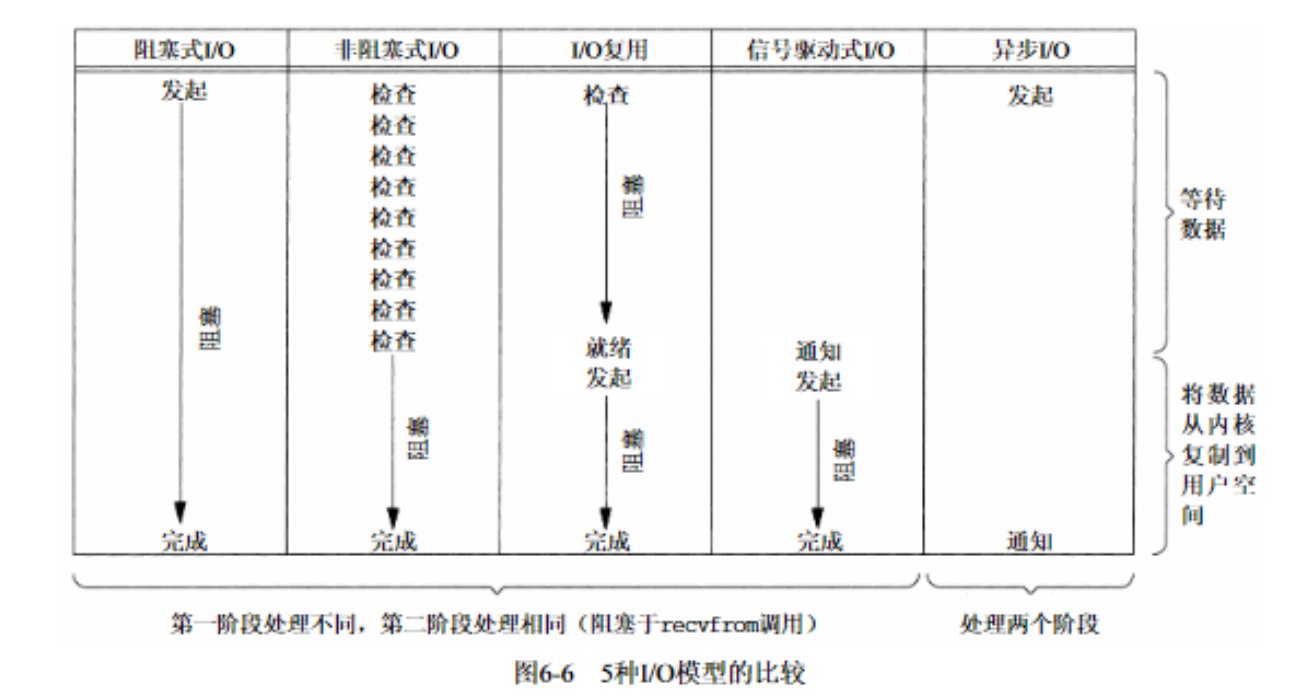 阻塞式I/O 非阻塞式I/O I/O复用 信号驱动式I/O 异步I/O
发起 检查 检查 发起
检查
检查
检查
检查
检查
检查
检查
检查
阻塞
等待
数据
阻塞
就绪 通知
发起 发起
阻塞 阻塞 阻塞
将数据
从内核
复制到
用户空
间
完成 完成 完成 完成 通知
第一阶段处理不同，第二阶段处理相同（阻塞于recvfrom调用） 处理两个阶段
图6-6 5种I/O模型的比较